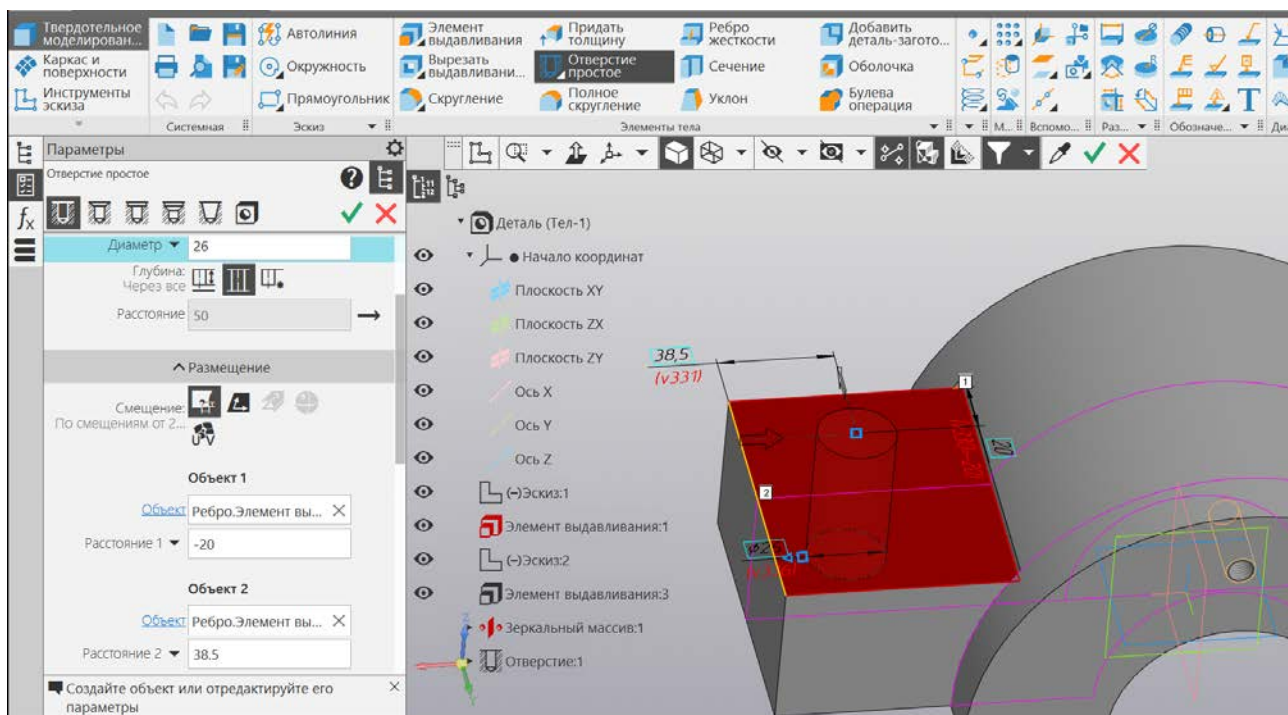 Твердотельное
моделирован...
Каркас и
поверхности
Инструменты
эскиза
Системная
Автолиния
Окружность
Прямоугольник
Эскиз
Элемент
выдавливания
Вырезать
выдавливани...
Скругление
Придать
толщину
Отверстие
простое
Полное
скругление
Ребро
жесткости
Сечение
Уклон
Добавить
деталь-загото...
Оболочка
Булева
операция
Элементы тела
М...
Вспомо...
Раз...
Обозначе...
Ди
Параметры
Отверстие простое
Диаметр 26
Глубина:
Через все
Расстояние 50
Размещение
Смещение:
По смещениям от 2...
Объект 1
Объект Ребро.Элемент вы...
Расстояние 1 -20
Объект 2
Объект Ребро.Элемент вы...
Расстояние 2 38.5
Создайте объект или отредактируйте его
параметры
Деталь (Тел-1)
Начало координат
Плоскость XY
Плоскость ZX
Плоскость ZY
Ось X
Ось Y
Ось Z
(-)Эскиз:1
Элемент выдавливания:1
(-)Эскиз:2
Элемент выдавливания:3
Зеркальный массив:1
Отверстие:1
38,5
(v331)
1
20
2